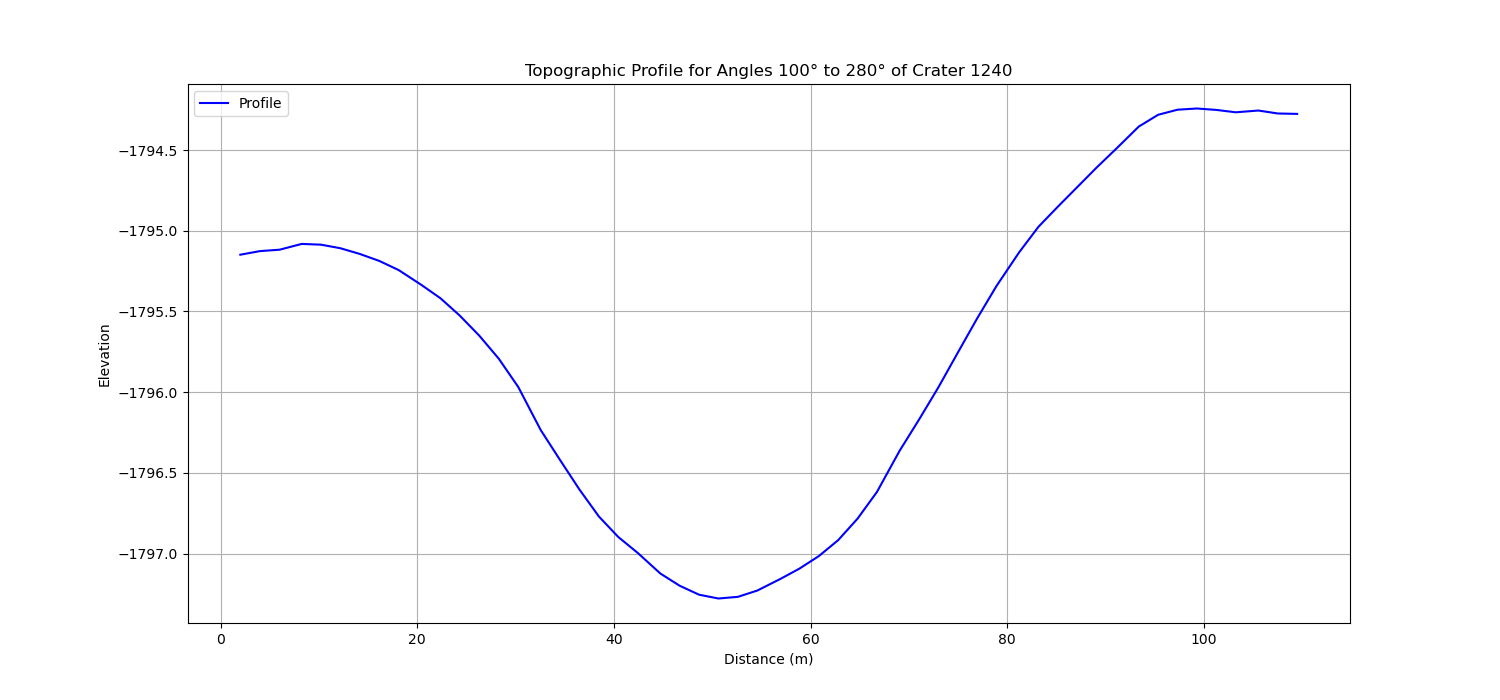 Topographic Profile for Angles 100° to 280° of Crater 1240
Profile
−1794.5
−1795.0
−1795.5
−1796.0
−1796.5
−1797.0
Elevation
0 20 40 60 80 100
Distance (m)